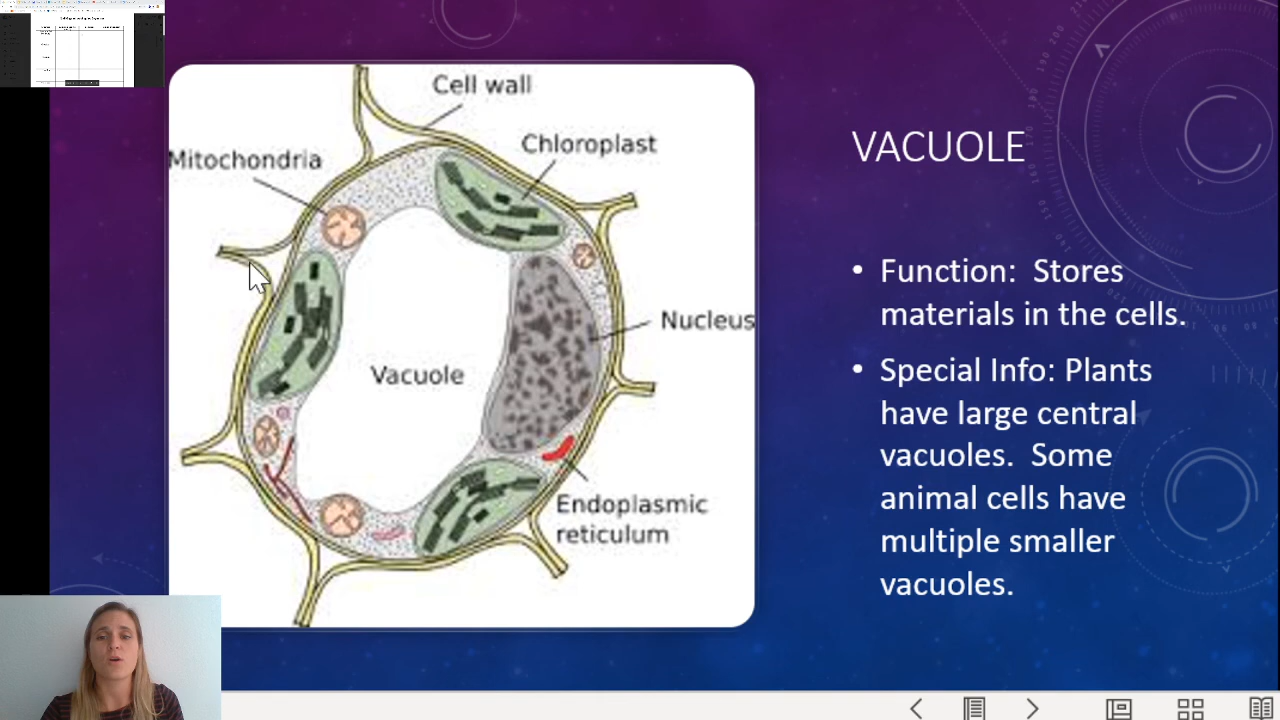 Cell wall
Chloroplast
Mitochondria
Nucleus
Vacuole
Endoplasmic
reticulum
VACUOLE
• Function:  Stores
materials in the cells.
• Special Info: Plants
have large central
vacuoles.  Some
animal cells have
multiple smaller
vacuoles.